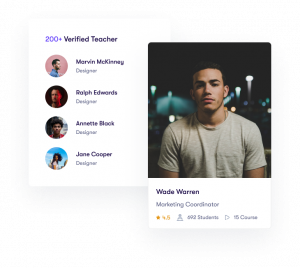 200+ Verified Teacher
Marvin McKinney
Designer
Ralph Edwards
Designer
Annette Black
Designer
Jane Cooper
Designer
Wade Warren
Marketing Coordinator
4.5 692 Students 15 Course